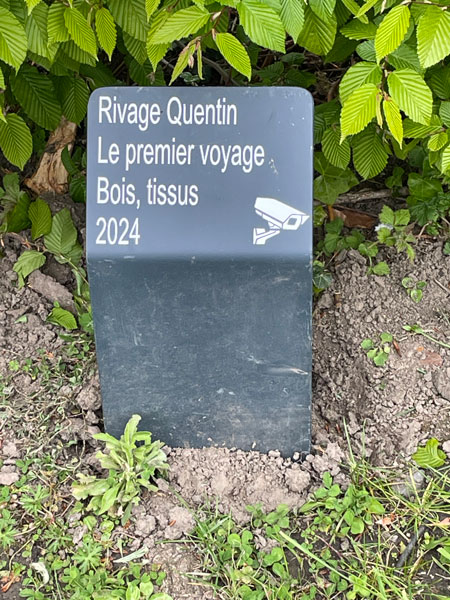 Rivage Quentin
Le premier voyage
Bois, tissus
2024